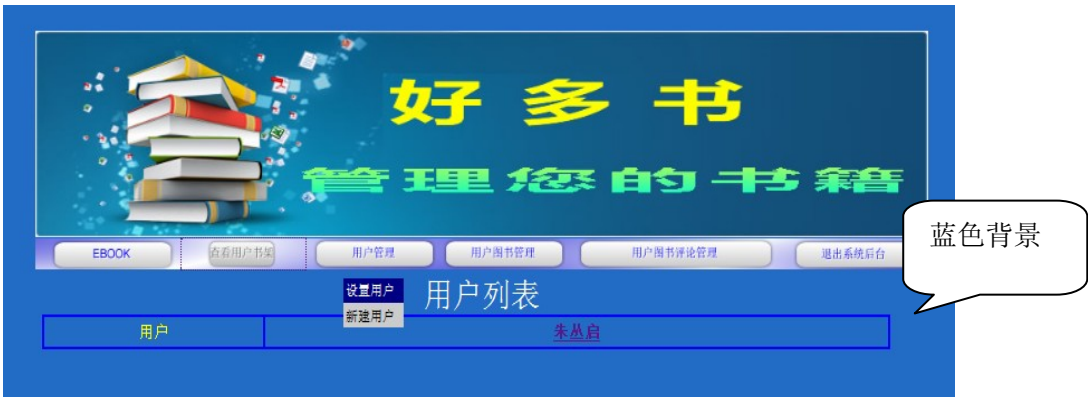 好多书
管理您的书籍
EBOOK 查看用户书架 用户管理 用户图书管理 用户图书评论管理 退出系统后台
蓝色背景
设置用户
新建用户
用户列表
用户 朱丛启